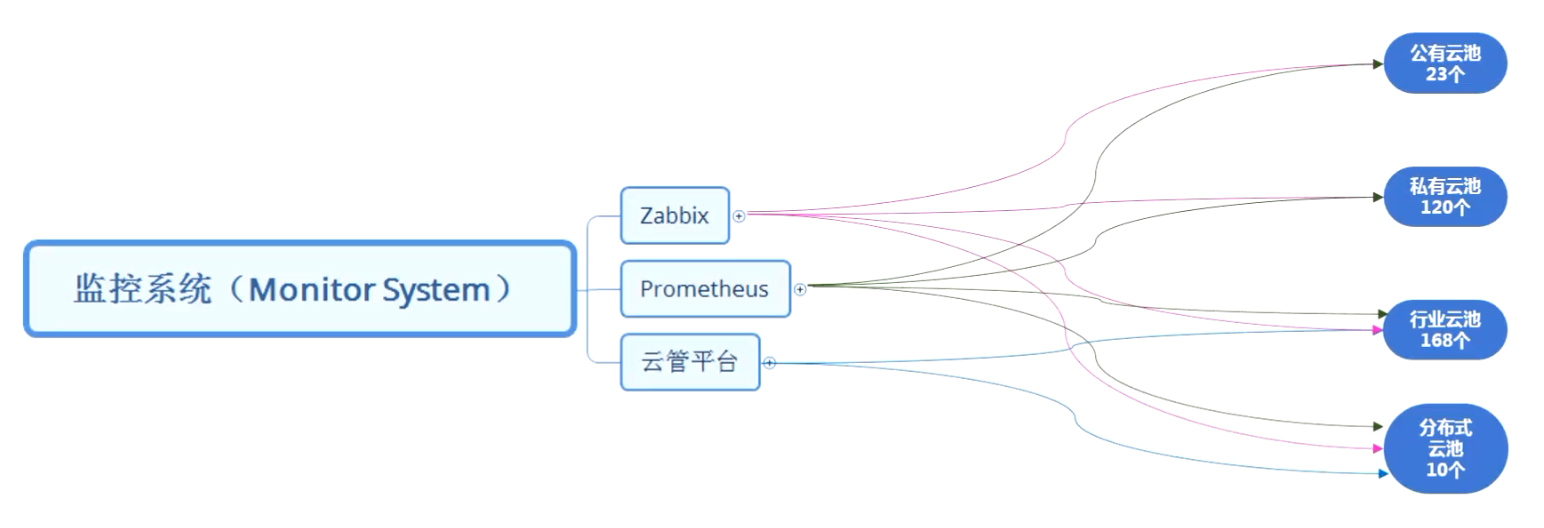 监控系统（Monitor System）
Zabbix
Prometheus
云管平台
公有云池
23个
私有云池
120个
行业云池
168个
分布式
云池
10个